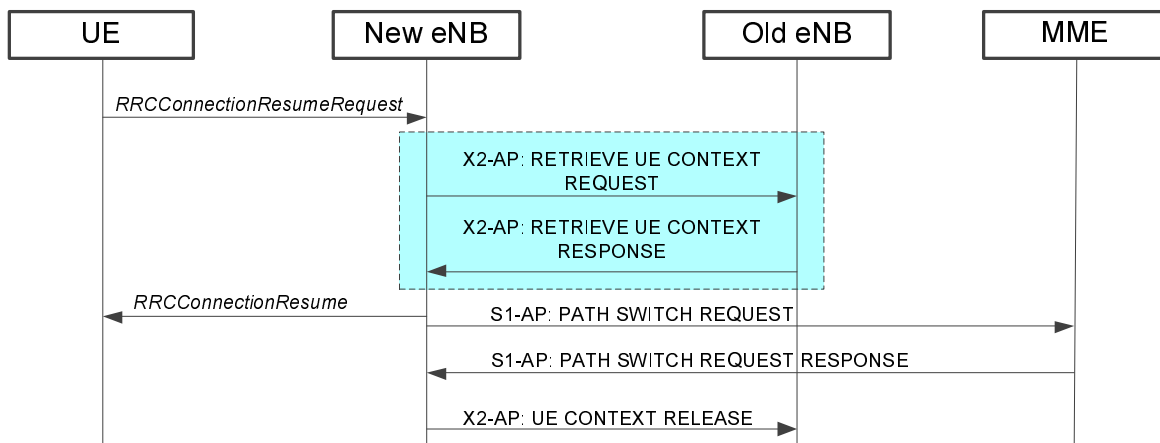 UE
New eNB
Old eNB
MME
RRCConnectionResumeRequest
X2-AP: RETRIEVE UE CONTEXT
REQUEST
X2-AP: RETRIEVE UE CONTEXT
RESPONSE
RRCConnectionResume
S1-AP: PATH SWITCH REQUEST
S1-AP: PATH SWITCH REQUEST RESPONSE
X2-AP: UE CONTEXT RELEASE